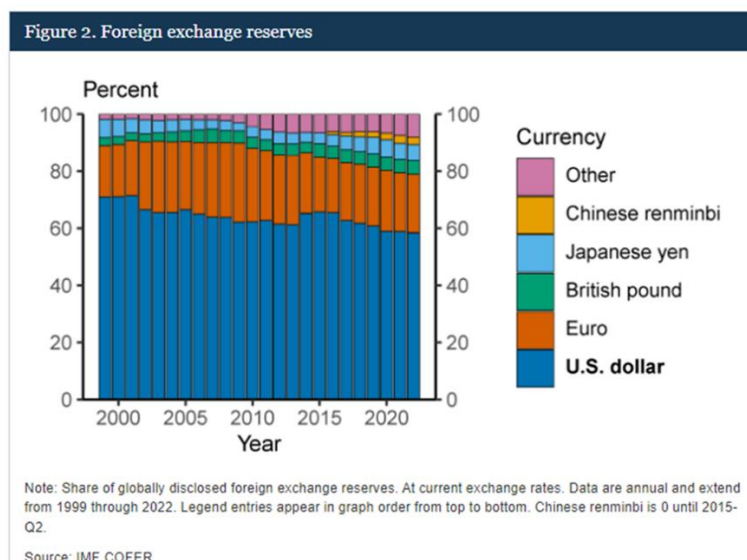 Figure 2. Foreign exchange reserves
Percent
100
80
60
40
20
0
100
80
60
40
20
0
2000 2005 2010 2015 2020
Year
Currency
Other
Chinese renminbi
Japanese yen
British pound
Euro
U.S. dollar
Note: Share of globally disclosed foreign exchange reserves. At current exchange rates. Data are annual and extend
from 1999 through 2022. Legend entries appear in graph order from top to bottom. Chinese renminbi is 0 until 2015-
Q2.
Source: IMF COFER